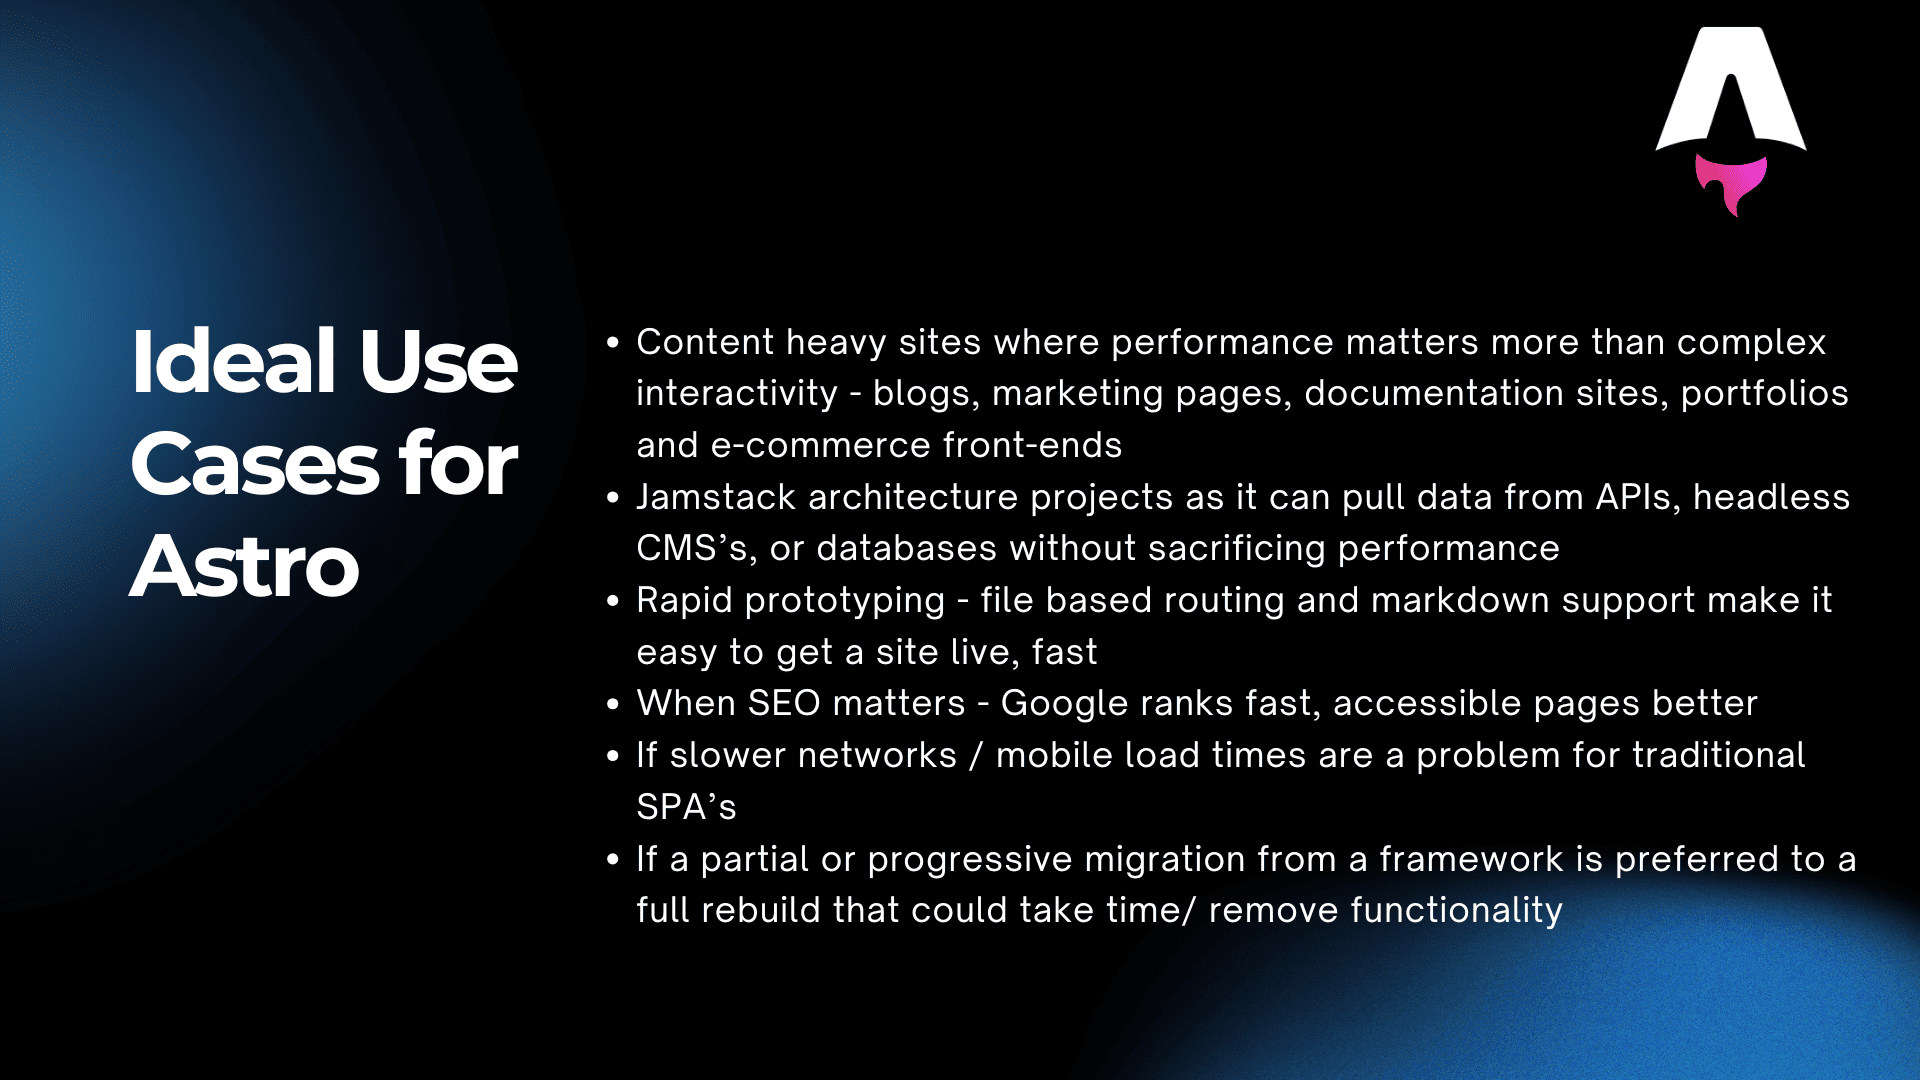 Ideal Use
Cases for
Astro
• Content heavy sites where performance matters more than complex
interactivity - blogs, marketing pages, documentation sites, portfolios
and e-commerce front-ends
• Jamstack architecture projects as it can pull data from APIs, headless
CMS’s, or databases without sacrificing performance
• Rapid prototyping - file based routing and markdown support make it
easy to get a site live, fast
• When SEO matters - Google ranks fast, accessible pages better
• If slower networks / mobile load times are a problem for traditional
SPA’s
• If a partial or progressive migration from a framework is preferred to a
full rebuild that could take time/ remove functionality